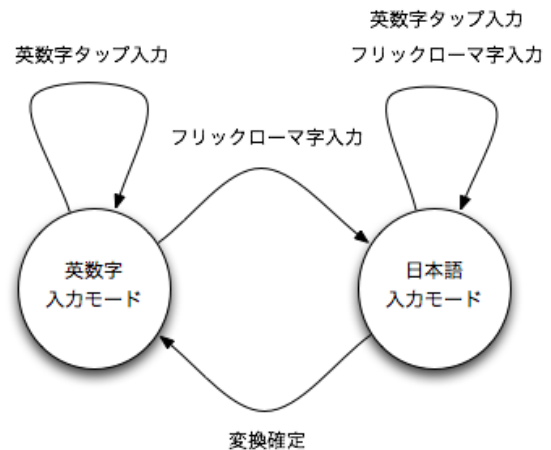 英数字タップ入力
フリックローマ字入力
英数字タップ入力
フリックローマ字入力
英数字
入力モード
日本語
入力モード
変換確定